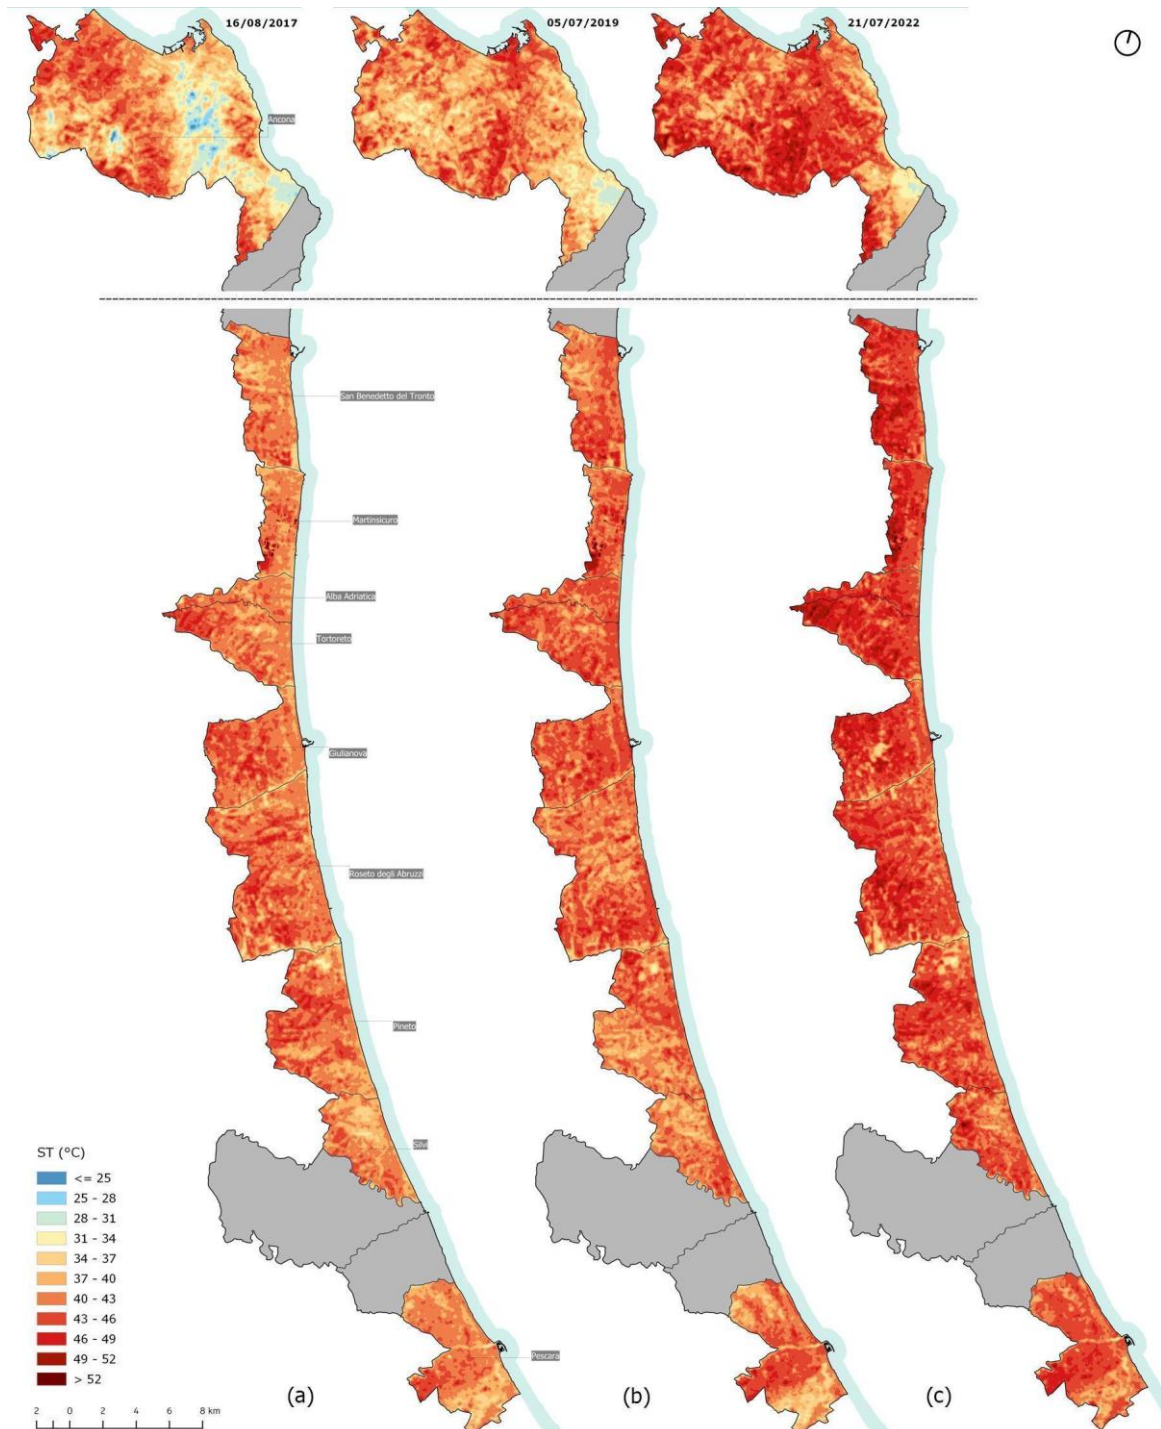 16/08/2017
05/07/2019
21/07/2022
Ancona
San Benedetto del Tronto
Martinsicuro
Alba Adriatica
Tortoreto
Giulianova
Roseto degli Abruzzi
Pineto
Silvi
ST (°C)
<= 25
25 - 28
28 - 31
31 - 34
34 - 37
37 - 40
40 - 43
43 - 46
46 - 49
49 - 52
> 52
Pescara
(a)
(b)
(c)
2 0 2 4 6 8 km